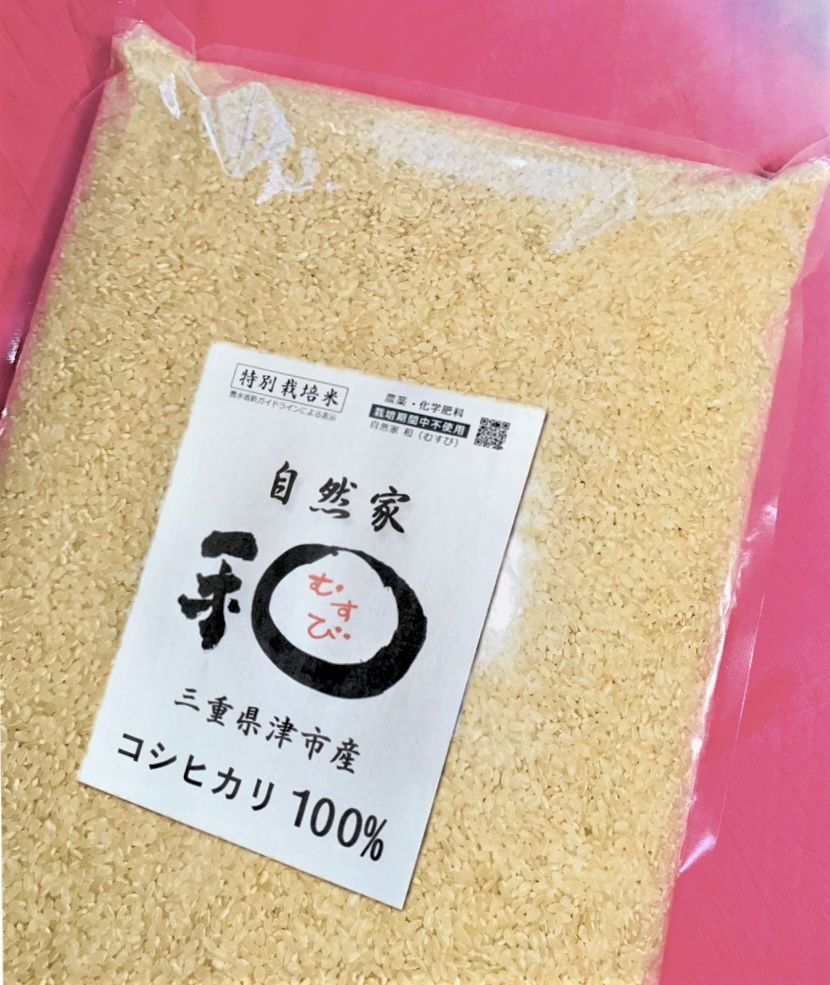 特別栽培米
農水省新ガイドラインによる表示
農薬・化学肥料
栽培期間中不使用
自然家 和（むすび）
自然家
和
むすび
三重県津市産
コシヒカリ 100%